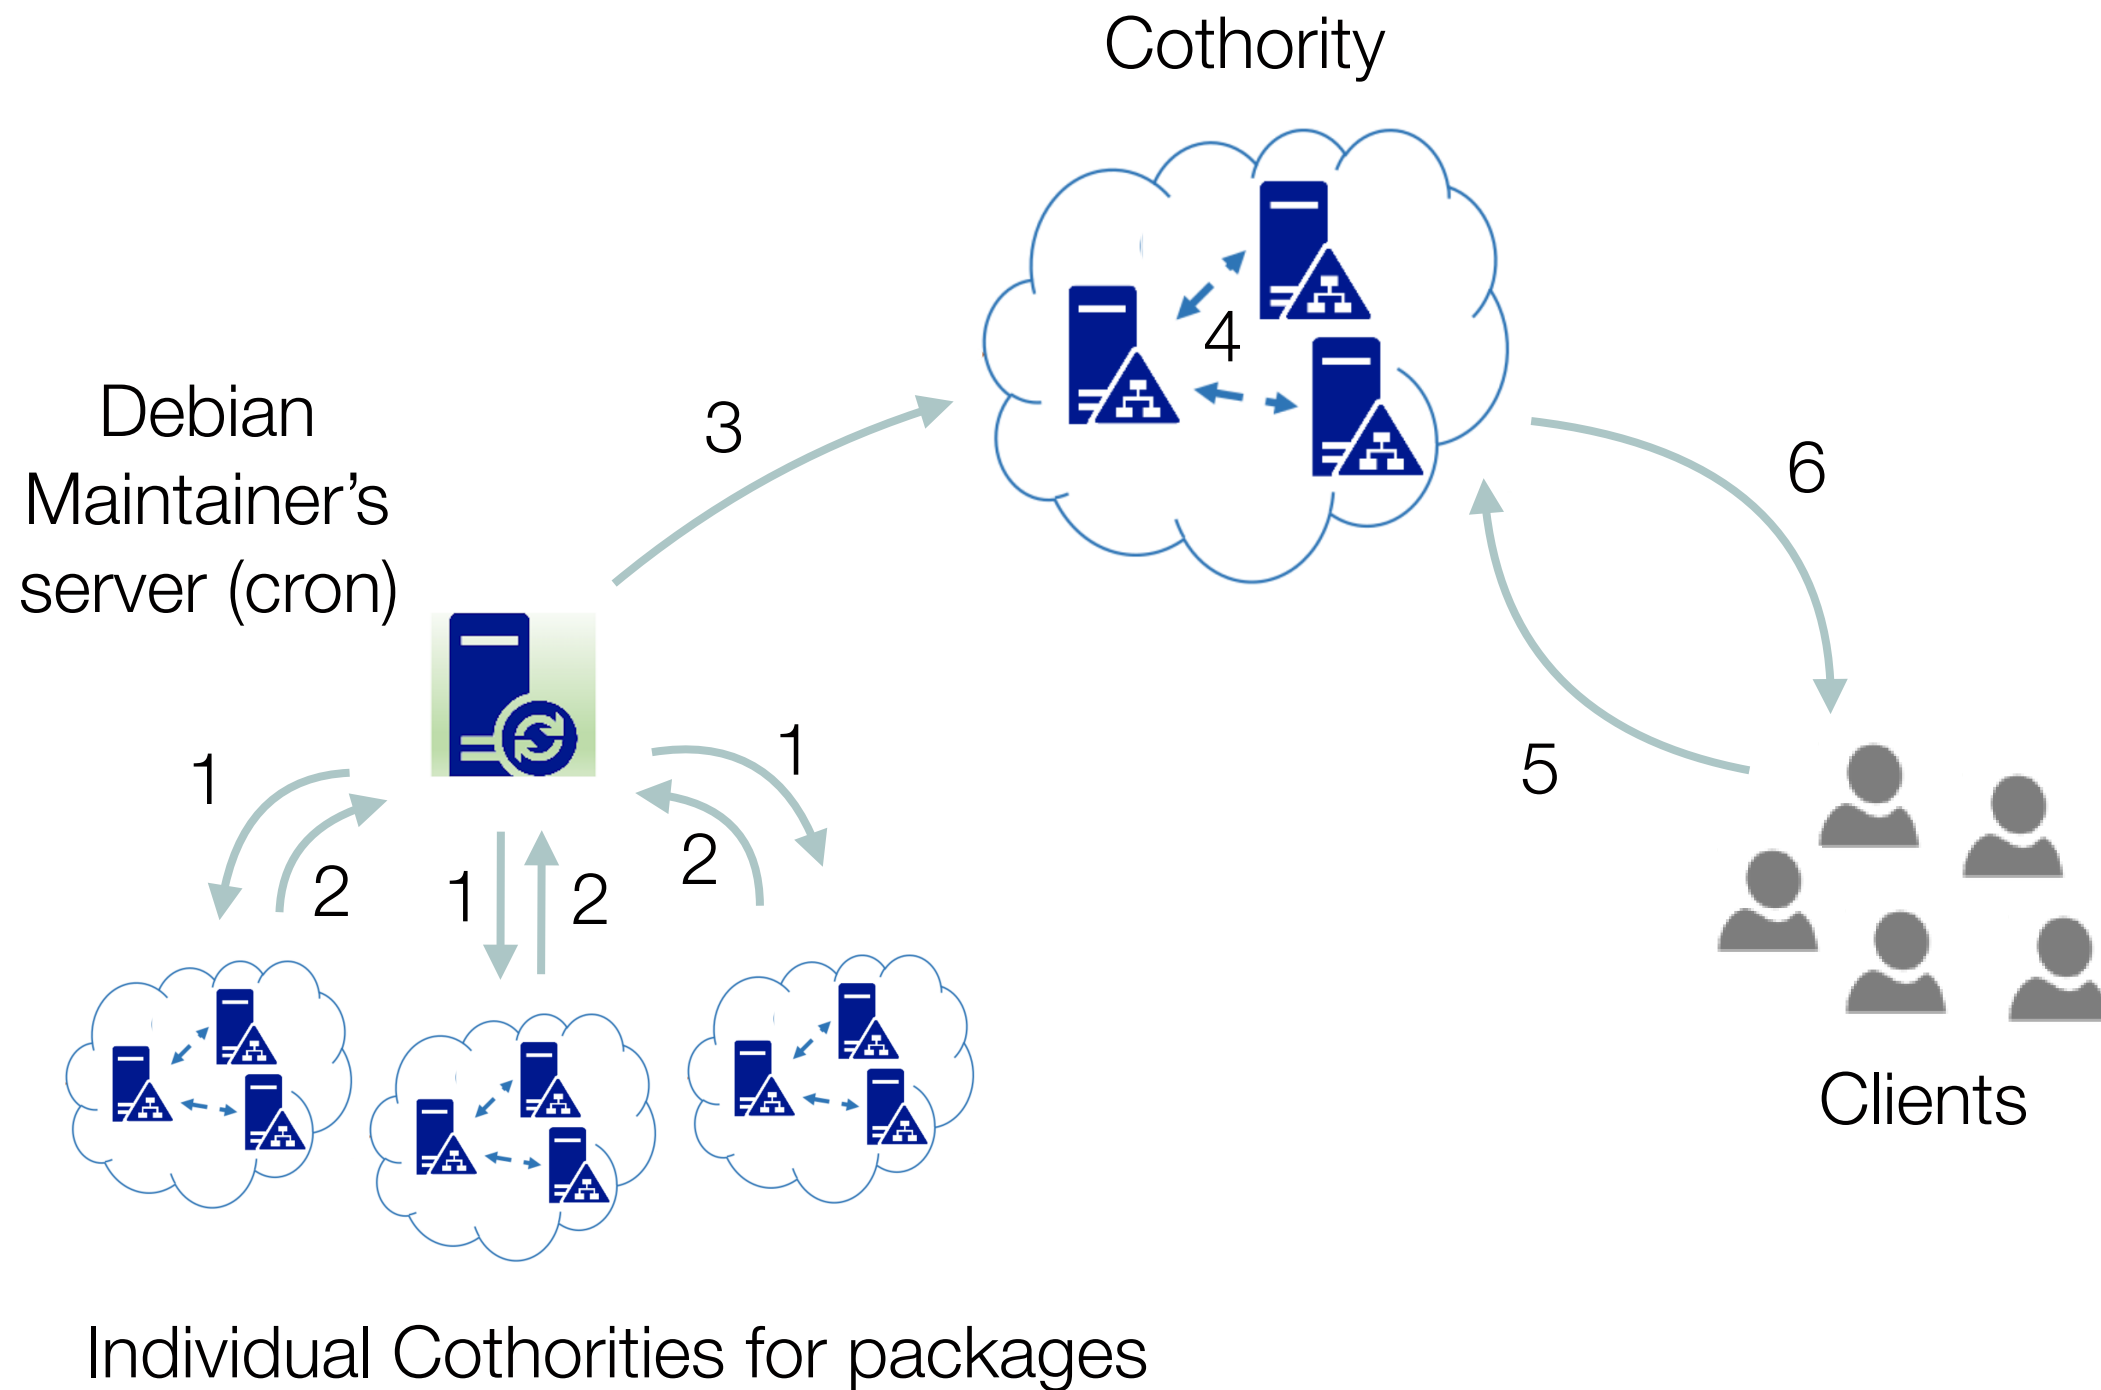 Cothority
4
Debian
Maintainer’s
server (cron)
3
6
5
1
1
2
1
2
2
Clients
Individual Cothorities for packages